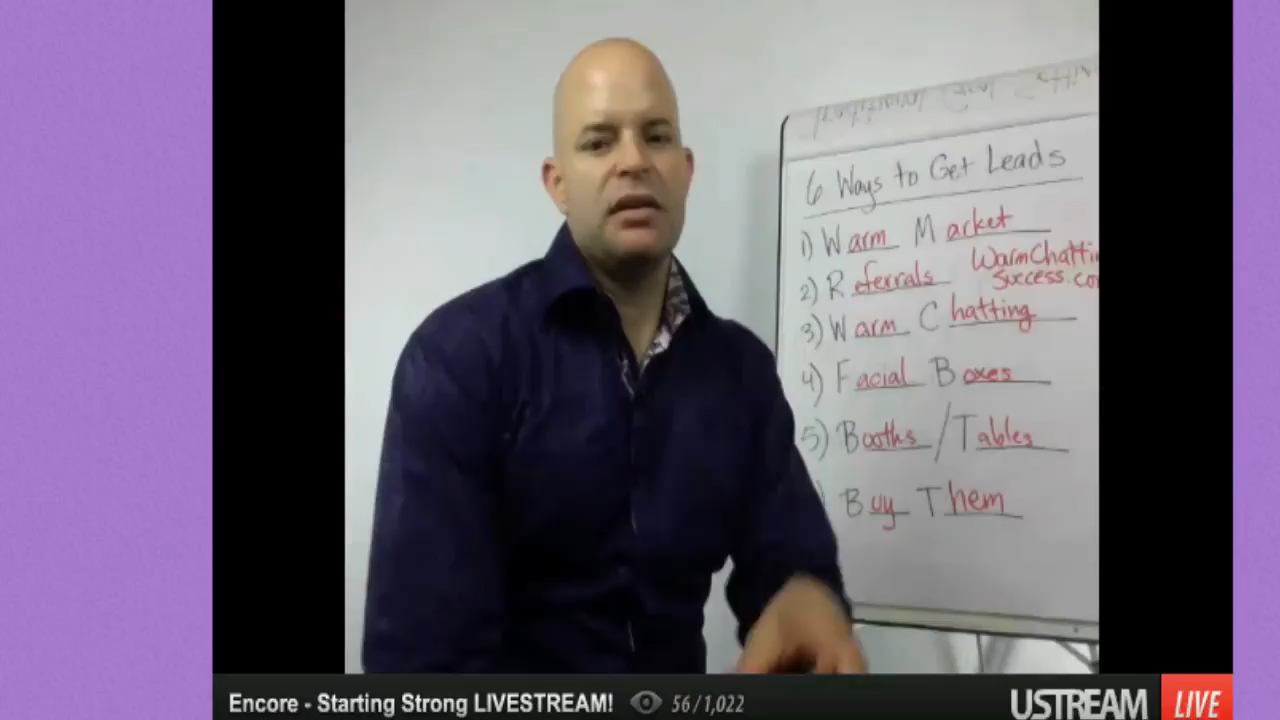 6 Ways to Get Leads
1) Warm Market
WarmChatti
2) Referrals
Success.co
3) Warm Chatting
4) Facial Boxes
5) Booths / Tables
) Buy Them
Encore - Starting Strong LIVESTREAM! 56/1,022
USTREAM LIVE